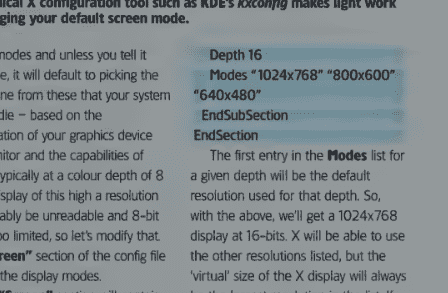 ical X configuration tool such as KDE's kxconfig makes light work
ging your default screen mode.
modes and unless you tell it
e, it will default to picking the
ne from these that your system
dle – based on the
ation of your graphics device
nitor and the capabilities of
ypically at a colour depth of 8
splay of this high a resolution
ably be unreadable and 8-bit
oo limited, so let's modify that.
reen" section of the config file
the display modes.
Depth 16
Modes "1024x768" "800x600"
"640x480"
EndSubSection
EndSection
The first entry in the Modes list for
a given depth will be the default
resolution used for that depth. So,
with the above, we'll get a 1024x768
display at 16-bits. X will be able to use
the other resolutions listed, but the
'virtual' size of the X display will always